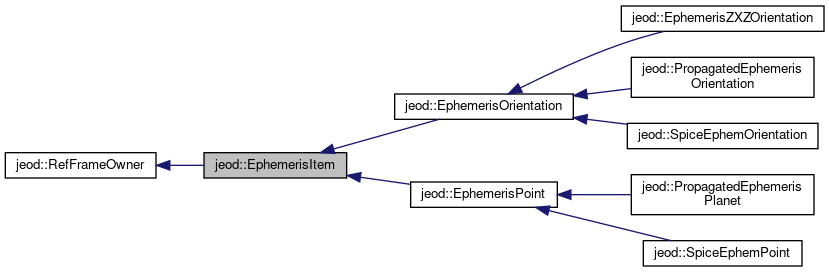 jeod::EphemerisZXZOrientation
jeod::PropagatedEphemeris
Orientation
jeod::EphemerisOrientation
jeod::SpiceEphemOrientation
jeod::RefFrameOwner
jeod::EphemerisItem
jeod::EphemerisPoint
jeod::PropagatedEphemeris
Planet
jeod::SpiceEphemPoint